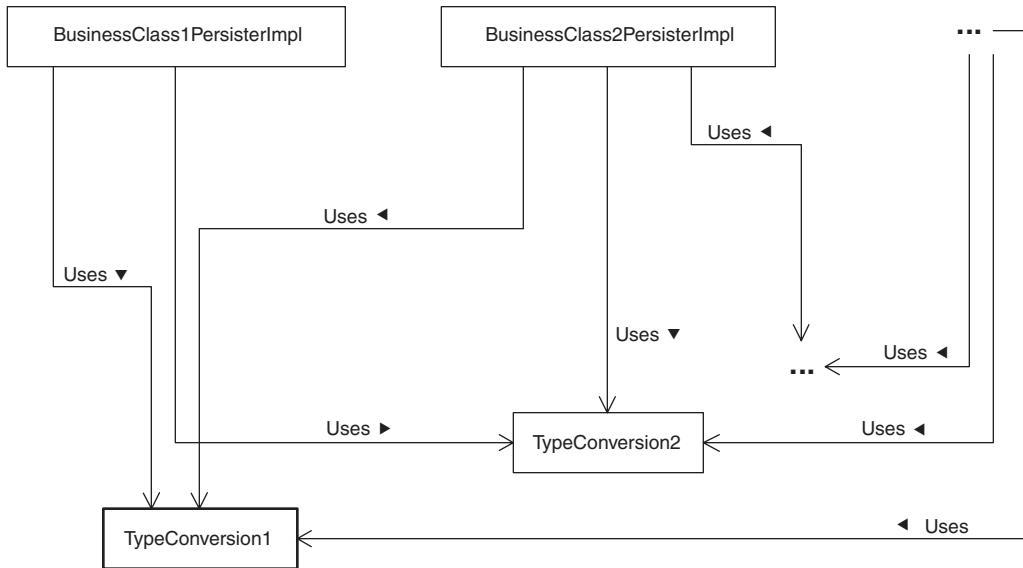 BusinessClass1PersisterImpl
BusinessClass2PersisterImpl
...
Uses ◀
Uses ◀
Uses ▼
Uses ▼
Uses ◀
...
Uses ▶
Uses ◀
TypeConversion2
◀ Uses
TypeConversion1